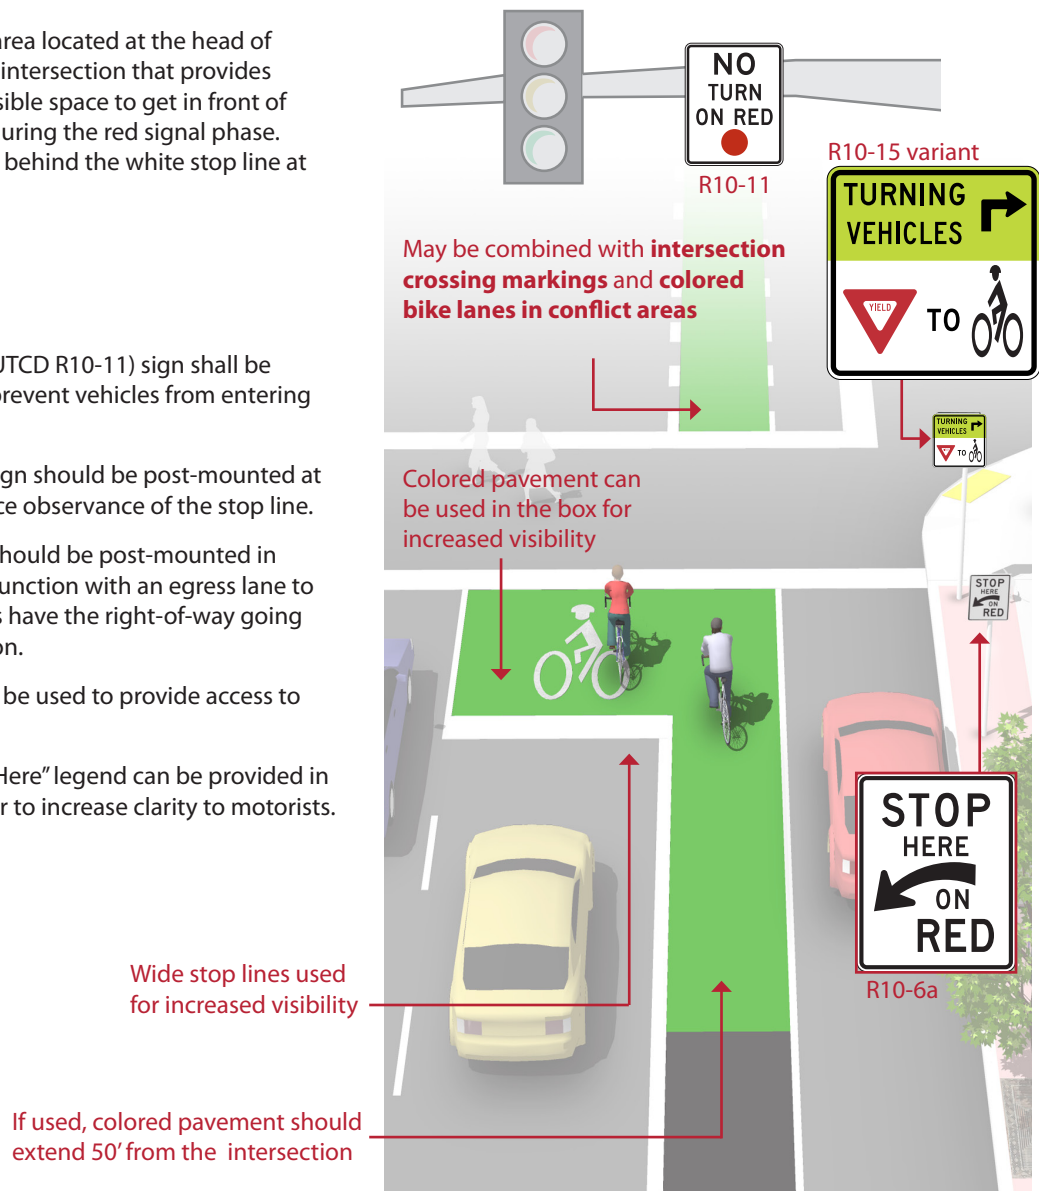 area located at the head of
intersection that provides
sible space to get in front of
uring the red signal phase.
behind the white stop line at
UTCD R10-11) sign shall be
prevent vehicles from entering
ign should be post-mounted at
ce observance of the stop line.
should be post-mounted in
junction with an egress lane to
s have the right-of-way going
on.
be used to provide access to
Here” legend can be provided in
r to increase clarity to motorists.
NO
TURN
ON RED
R10-11
R10-15 variant
TURNING
VEHICLES
YIELD
TO
May be combined with intersection
crossing markings and colored
bike lanes in conflict areas
TURNING
VEHICLES
TO
Colored pavement can
be used in the box for
increased visibility
STOP
HERE
ON
RED
STOP
HERE
ON
RED
R10-6a
Wide stop lines used
for increased visibility
If used, colored pavement should
extend 50’ from the intersection